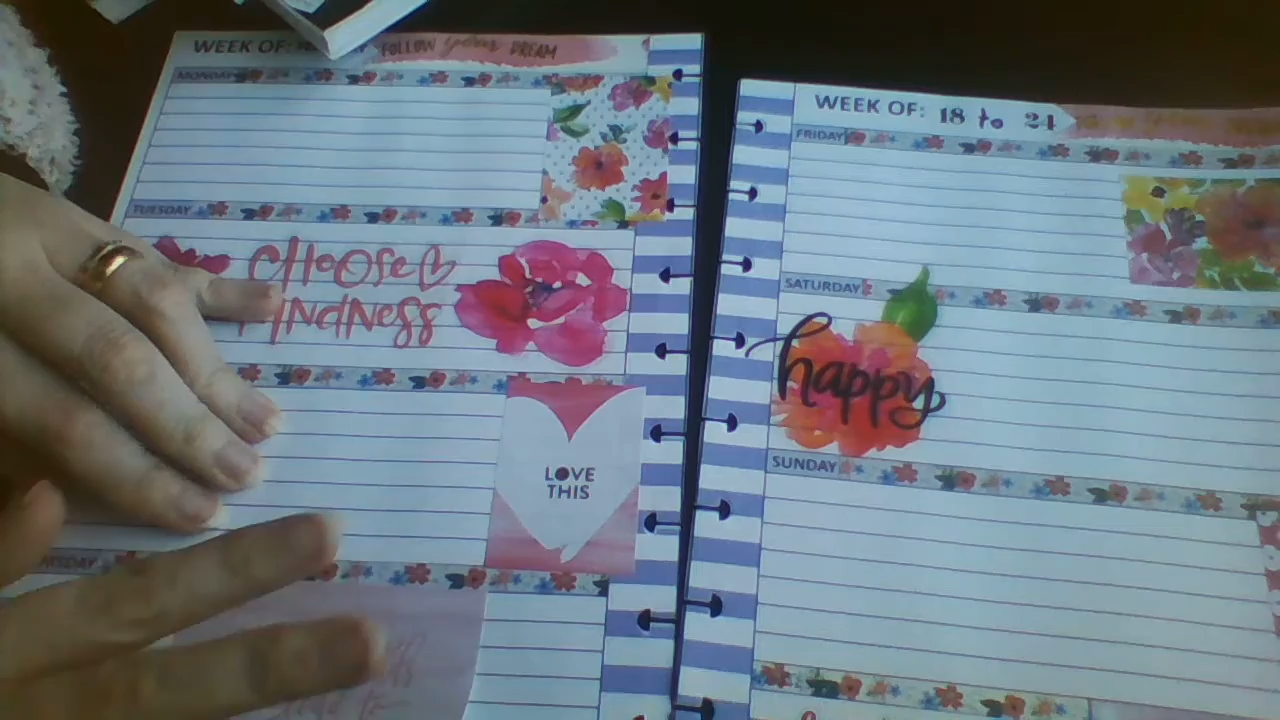 WEEK OF:
FOLLOW your DREAM
MONDAY
TUESDAY
CHOOSE
KINDNESS
LOVE
THIS
WEEK OF: 18 to 24
FRIDAY
SATURDAY
happy
SUNDAY